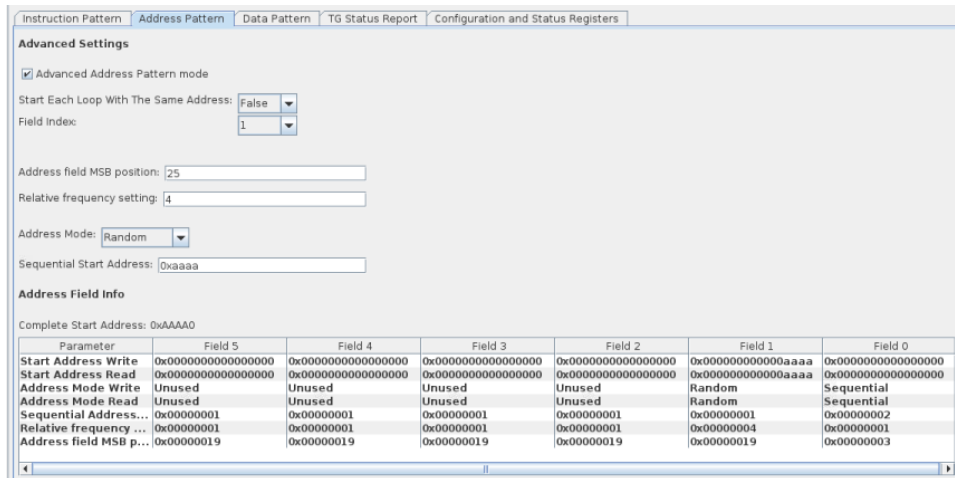 Instruction Pattern Address Pattern Data Pattern TG Status Report Configuration and Status Registers
Advanced Settings
Advanced Address Pattern mode
Start Each Loop With The Same Address: False
Field Index: 1
Address field MSB position: 25
Relative frequency setting: 4
Address Mode: Random
Sequential Start Address: 0xaaaa
Address Field Info
Complete Start Address: 0xAAAA0
Parameter Field 5 Field 4 Field 3 Field 2 Field 1 Field 0
Start Address Write 0x0000000000000000 0x0000000000000000 0x0000000000000000 0x0000000000000000 0x000000000000aaaa 0x0000000000000000
Start Address Read 0x0000000000000000 0x0000000000000000 0x0000000000000000 0x0000000000000000 0x000000000000aaaa 0x0000000000000000
Address Mode Write Unused Unused Unused Unused Random Sequential
Address Mode Read Unused Unused Unused Unused Random Sequential
Sequential Address... 0x00000001 0x00000001 0x00000001 0x00000001 0x00000001 0x00000002
Relative frequency ... 0x00000001 0x00000001 0x00000001 0x00000001 0x00000004 0x00000001
Address field MSB p... 0x00000019 0x00000019 0x00000019 0x00000019 0x00000019 0x00000003